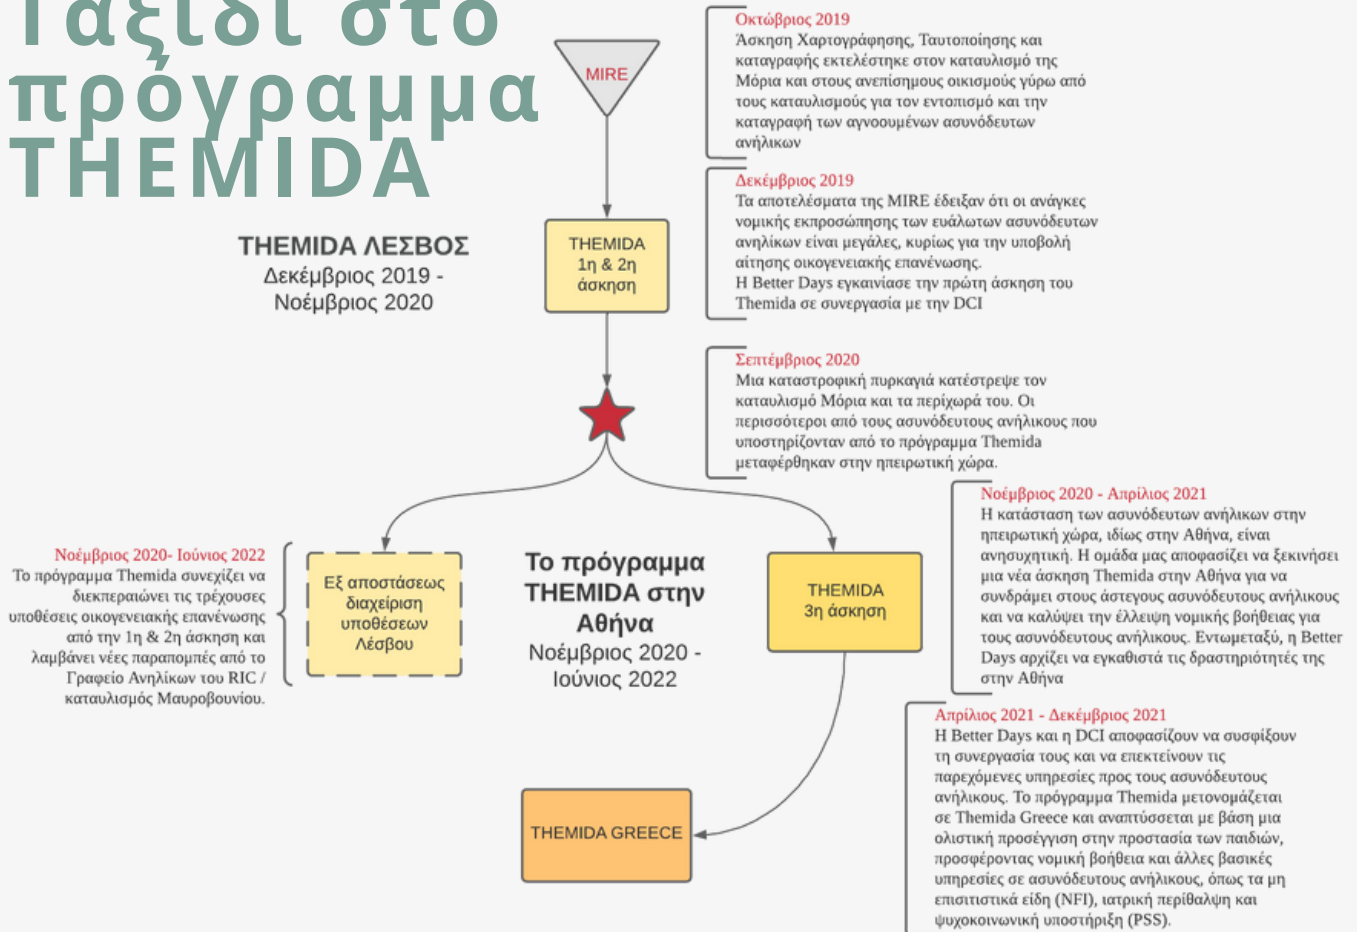 Ταξίδι στο
πρόγραμμα
THEMIDA
MIRE
Οκτώβριος 2019
Άσκηση Χαρτογράφησης, Ταυτοποίησης και
καταγραφής εκτελέστηκε στον καταυλισμό της
Μόρια και στους ανεπίσημους οικισμούς γύρω από
τους καταυλισμούς για τον εντοπισμό και την
καταγραφή των αγνοουμένων ασυνόδευτων
ανήλικων
THEMIDA ΛΕΣΒΟΣ
Δεκέμβριος 2019 -
Νοέμβριος 2020
THEMIDA
1η & 2η
άσκηση
Δεκέμβριος 2019
Τα αποτελέσματα της MIRE έδειξαν ότι οι ανάγκες
νομικής εκπροσώπησης των ευάλωτων ασυνόδευτων
ανηλίκων είναι μεγάλες, κυρίως για την υποβολή
αίτησης οικογενειακής επανένωσης.
Η Better Days εγκαινίασε την πρώτη άσκηση του
Themida σε συνεργασία με την DCI
Σεπτέμβριος 2020
Μια καταστροφική πυρκαγιά κατέστρεψε τον
καταυλισμό Μόρια και τα περίχωρά του. Οι
περισσότεροι από τους ασυνόδευτους ανήλικους που
υποστηρίζονταν από το πρόγραμμα Themida
μεταφέρθηκαν στην ηπειρωτική χώρα.
Νοέμβριος 2020- Ιούνιος 2022
Το πρόγραμμα Themida συνεχίζει να
διεκπεραιώνει τις τρέχουσες
υποθέσεις οικογενειακής επανένωσης
από την 1η & 2η άσκηση και
λαμβάνει νέες παραπομπές από το
Γραφείο Ανηλίκων του RIC /
καταυλισμός Μαυροβουνίου.
Εξ αποστάσεως
διαχείριση
υποθέσεων
Λέσβου
Το πρόγραμμα
THEMIDA στην
Αθήνα
Νοέμβριος 2020 -
Ιούνιος 2022
THEMIDA
3η άσκηση
Νοέμβριος 2020 - Απρίλιος 2021
Η κατάσταση των ασυνόδευτων ανήλικων στην
ηπειρωτική χώρα, ιδίως στην Αθήνα, είναι
ανησυχητική. Η ομάδα μας αποφασίζει να ξεκινήσει
μια νέα άσκηση Themida στην Αθήνα για να
συνδράμει στους άστεγους ασυνόδευτους ανήλικους
και να καλύψει την έλλειψη νομικής βοήθειας για
τους ασυνόδευτους ανήλικους. Εντωμεταξύ, η Better
Days αρχίζει να εγκαθιστά τις δραστηριότητές της
στην Αθήνα
THEMIDA GREECE
Απρίλιος 2021 - Δεκέμβριος 2021
Η Better Days και η DCI αποφασίζουν να συσφίξουν
τη συνεργασία τους και να επεκτείνουν τις
παρεχόμενες υπηρεσίες προς τους ασυνόδευτους
ανήλικους. Το πρόγραμμα Themida μετονομάζεται
σε Themida Greece και αναπτύσσεται με βάση μια
ολιστική προσέγγιση στην προστασία των παιδιών,
προσφέροντας νομική βοήθεια και άλλες βασικές
υπηρεσίες σε ασυνόδευτους ανήλικους, όπως τα μη
επισιτιστικά είδη (NFI), ιατρική περίθαλψη και
ψυχοκοινωνική υποστήριξη (PSS).